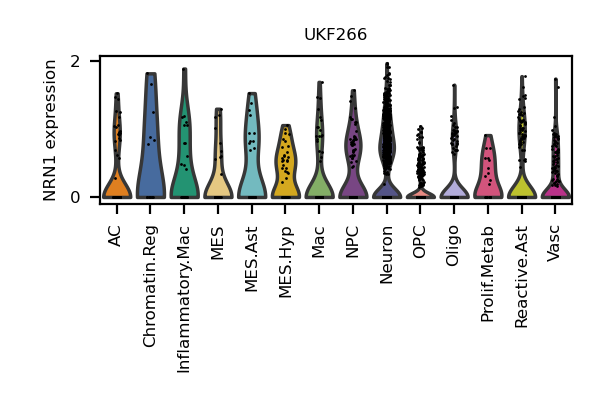 UKF266
NRN1 expression
2
0
AC
Chromatin.Reg
Inflammatory.Mac
MES
MES.Ast
MES.Hyp
Mac
NPC
Neuron
OPC
Oligo
Prolif.Metab
Reactive.Ast
Vasc